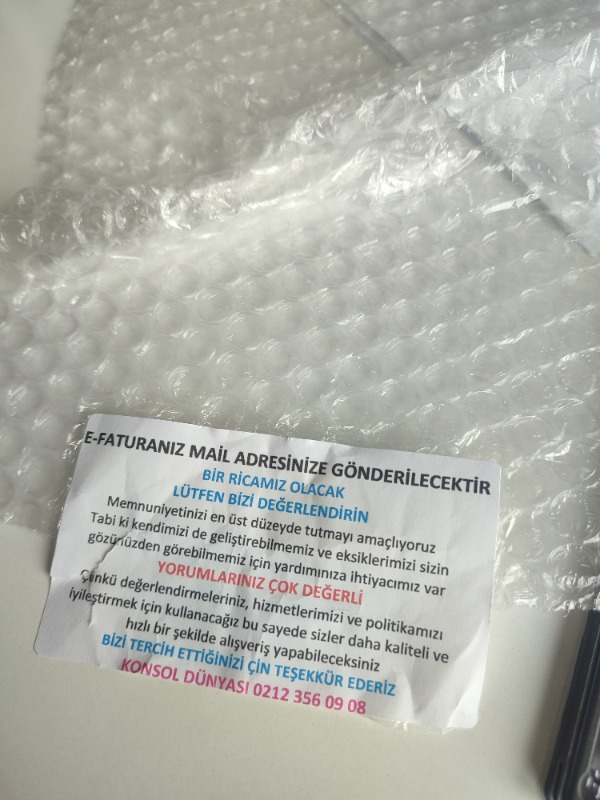 E-FATURANIZ MAİL ADRESİNİZE GÖNDERİLECEKTİR
BİR RİCAMIZ OLACAK
LÜTFEN BİZİ DEĞERLENDİRİN
Memnuniyetinizi en üst düzeyde tutmayı amaçlıyoruz
Tabi ki kendimizi de geliştirebilmemiz ve eksiklerimizi sizin
gözünüzden görebilmemiz için yardımınıza ihtiyacımız var
YORUMLARINIZ ÇOK DEĞERLİ
Çünkü değerlendirmeleriniz, hizmetlerimizi ve politikamızı
iyileştirmek için kullanacağız bu sayede sizler daha kaliteli ve
hızlı bir şekilde alışveriş yapabileceksiniz
BİZİ TERCİH ETTİĞİNİZ İÇİN TEŞEKKÜR EDERİZ
KONSOL DÜNYASI 0212 356 09 08